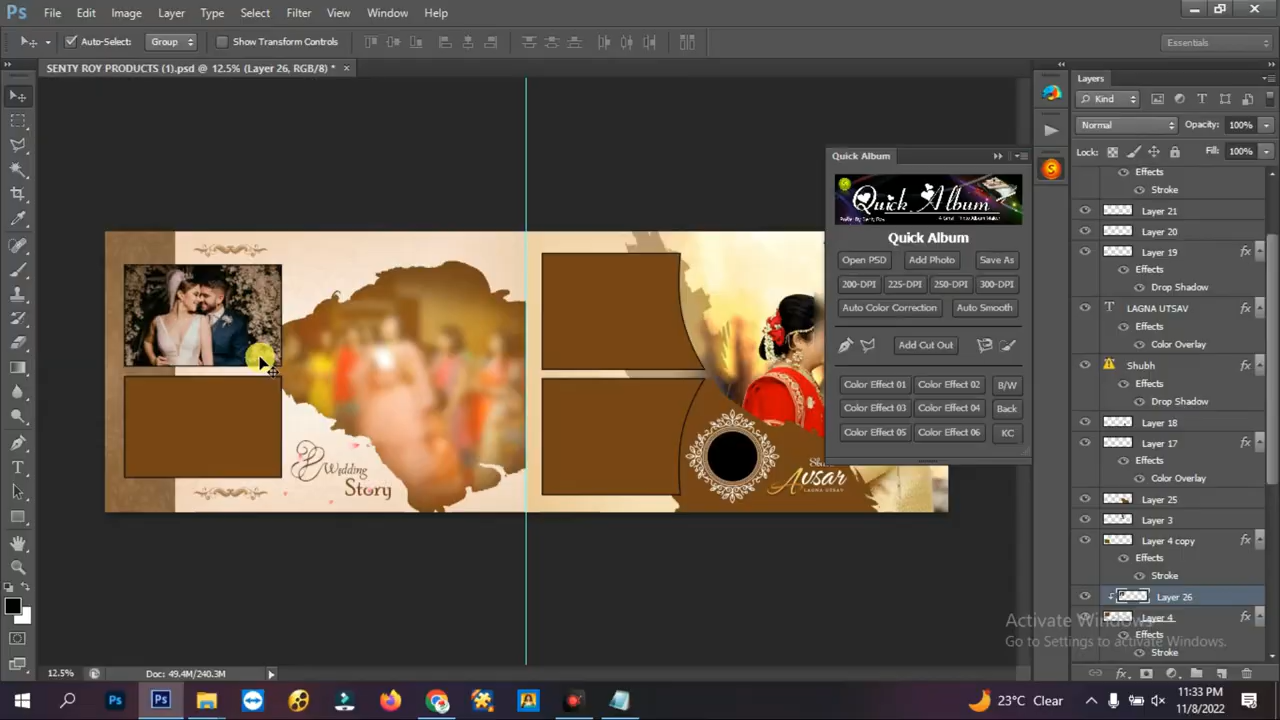 Ps File Edit Image Layer Type Select Filter View Window Help
Auto-Select: Group Show Transform Controls Essentials
SENTY ROY PRODUCTS (1).psd @ 12.5% (Layer 26, RGB/8) * ×
Layers
Kind
Normal Opacity: 100%
Lock: Fill: 100%
Effects
Stroke
Layer 21
Layer 20
Layer 19 fx
Effects
Drop Shadow
T LAGNA UTSAV
Effects
Color Overlay
Shubh
Effects
Drop Shadow
Layer 18
Layer 17
Effects
Color Overlay
Layer 25
Layer 3
Layer 4 copy fx
Effects
Stroke
Layer 26
Layer 4 fx
Effects
Stroke
Quick Album
Quick Album
Quick Album
Open PSD Add Photo Save As
200-DPI 225-DPI 250-DPI 300-DPI
Auto Color Correction Auto Smooth
Add Cut Out
Color Effect 01 Color Effect 02 B/W
Color Effect 03 Color Effect 04 Back
Color Effect 05 Color Effect 06 KC
Wedding
Story
Avsar
LAGNA UTSAV
Activate Windows
Go to Settings to activate Windows.
12.5% Doc: 49.4M/240.3M
23°C Clear
11:33 PM
11/8/2022